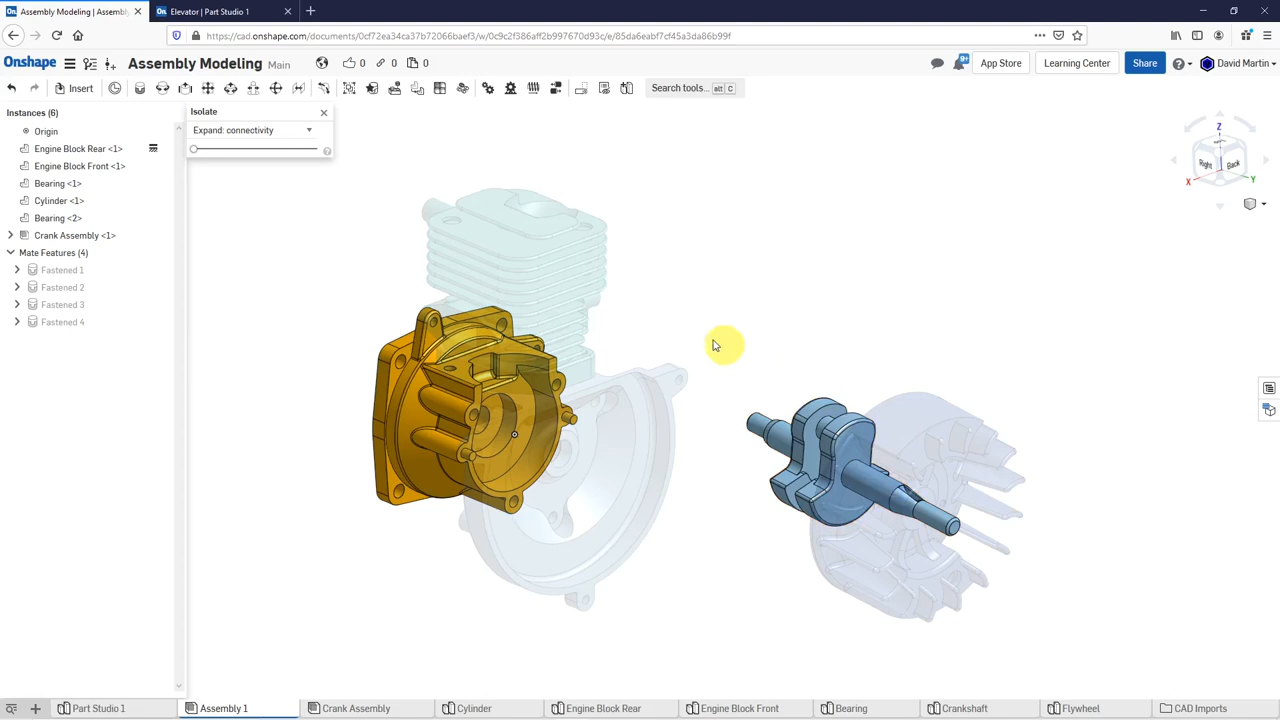 Assembly Modeling | Assembly
Elevator | Part Studio 1
https://cad.onshape.com/documents/0cf72ea34ca37b72066baef3/w/0c9c2f386aff2b997670d93c/e/85da6eabf7cf45a3da86b99f
Onshape
Assembly Modeling Main
0
0
0
9+
App Store
Learning Center
Share
David Martin
Insert
Search tools...
alt
C
Instances (6)
Isolate
Expand: connectivity
Origin
Engine Block Rear <1>
Engine Block Front <1>
Bearing <1>
Cylinder <1>
Bearing <2>
Crank Assembly <1>
Mate Features (4)
Fastened 1
Fastened 2
Fastened 3
Fastened 4
Z
Right
Back
X
Y
Part Studio 1
Assembly 1
Crank Assembly
Cylinder
Engine Block Rear
Engine Block Front
Bearing
Crankshaft
Flywheel
CAD Imports